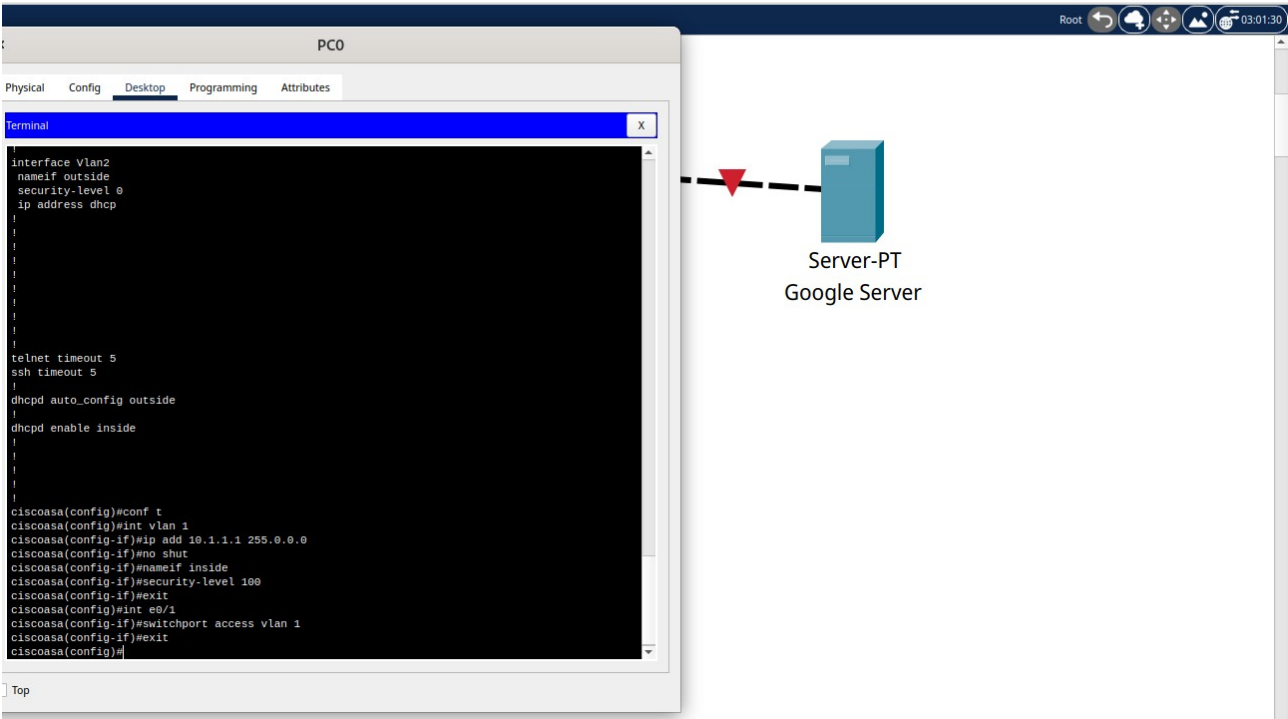 Root
03:01:30
PC0
Physical Config Desktop Programming Attributes
Terminal X
!
interface Vlan2
nameif outside
security-level 0
ip address dhcp
!
!
!
!
!
!
!
!
!
!
telnet timeout 5
ssh timeout 5
!
dhcpd auto_config outside
!
dhcpd enable inside
!
!
!
!
!
ciscoasa(config)#conf t
ciscoasa(config)#int vlan 1
ciscoasa(config-if)#ip add 10.1.1.1 255.0.0.0
ciscoasa(config-if)#no shut
ciscoasa(config-if)#nameif inside
ciscoasa(config-if)#security-level 100
ciscoasa(config-if)#exit
ciscoasa(config)#int e0/1
ciscoasa(config-if)#switchport access vlan 1
ciscoasa(config-if)#exit
ciscoasa(config)#
Top
Server-PT
Google Server